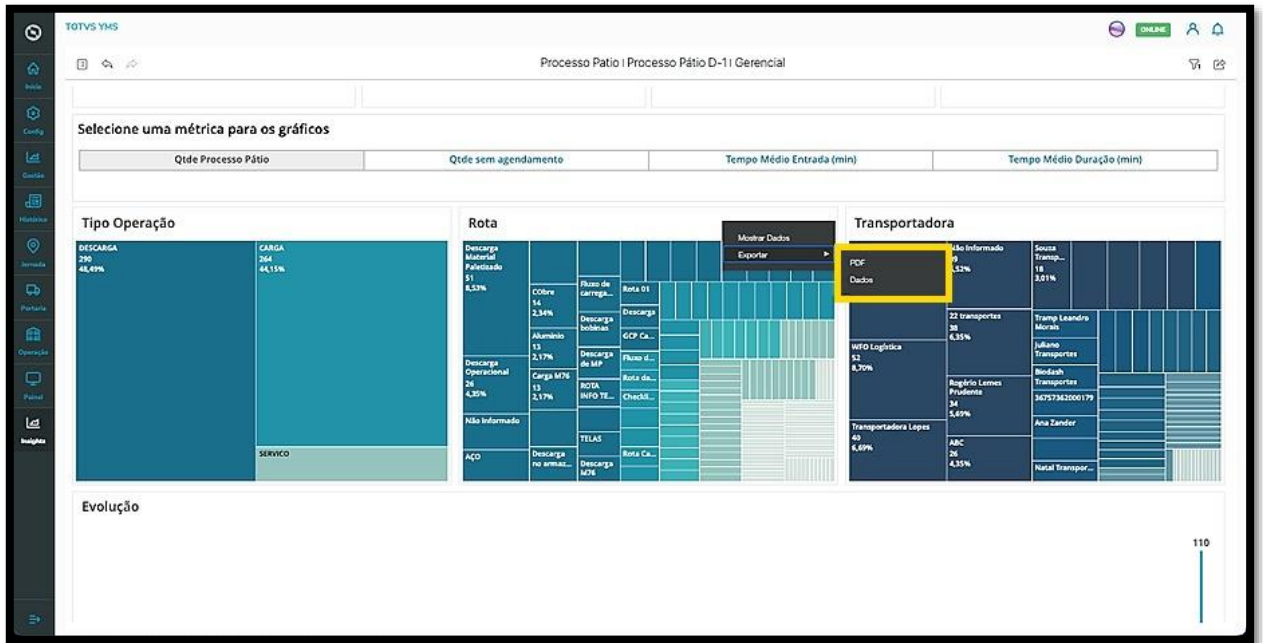 TOTVS YMS
ONLINE
Processo Patio | Processo Pátio D-1 | Gerencial
Início
Config
Gestão
Histórico
Jornada
Portaria
Operação
Painel
Insights
Selecione uma métrica para os gráficos
Qtde Processo Pátio
Qtde sem agendamento
Tempo Médio Entrada (min)
Tempo Médio Duração (min)
Tipo Operação
DESCARGA
290
48,49%
CARGA
264
44,15%
SERVICO
Rota
Mostrar Dados
Exportar
PDF
Dados
Descarga
Material
Paletizado
51
8,53%
Descarga
Operacional
26
4,35%
Não Informado
AÇO
CObre
14
2,34%
Alumínio
13
2,17%
Carga M76
13
2,17%
Descarga
no armaz...
Fluxo de
carrega...
Descarga
bobinas
Descarga
de MP
ROTA
INFO TE...
TELAS
Descarga
M76
Rota 01
Descarga
GCP Ca...
Fluxo d...
Rota da...
Checkli...
Rota Ca...
Transportadora
WFO Logística
52
8,70%
Transportadora Lopes
40
6,69%
Não Informado
,52%
22 transportes
38
6,35%
Rogério Lemes
Prudente
34
5,69%
ABC
26
4,35%
Souza
Transp...
18
3,01%
Tramp Leandro
Morais
Juliano
Transportes
Biodash
Transportes
36757362000179
Ana Zander
Natal Transpor...
Evolução
110